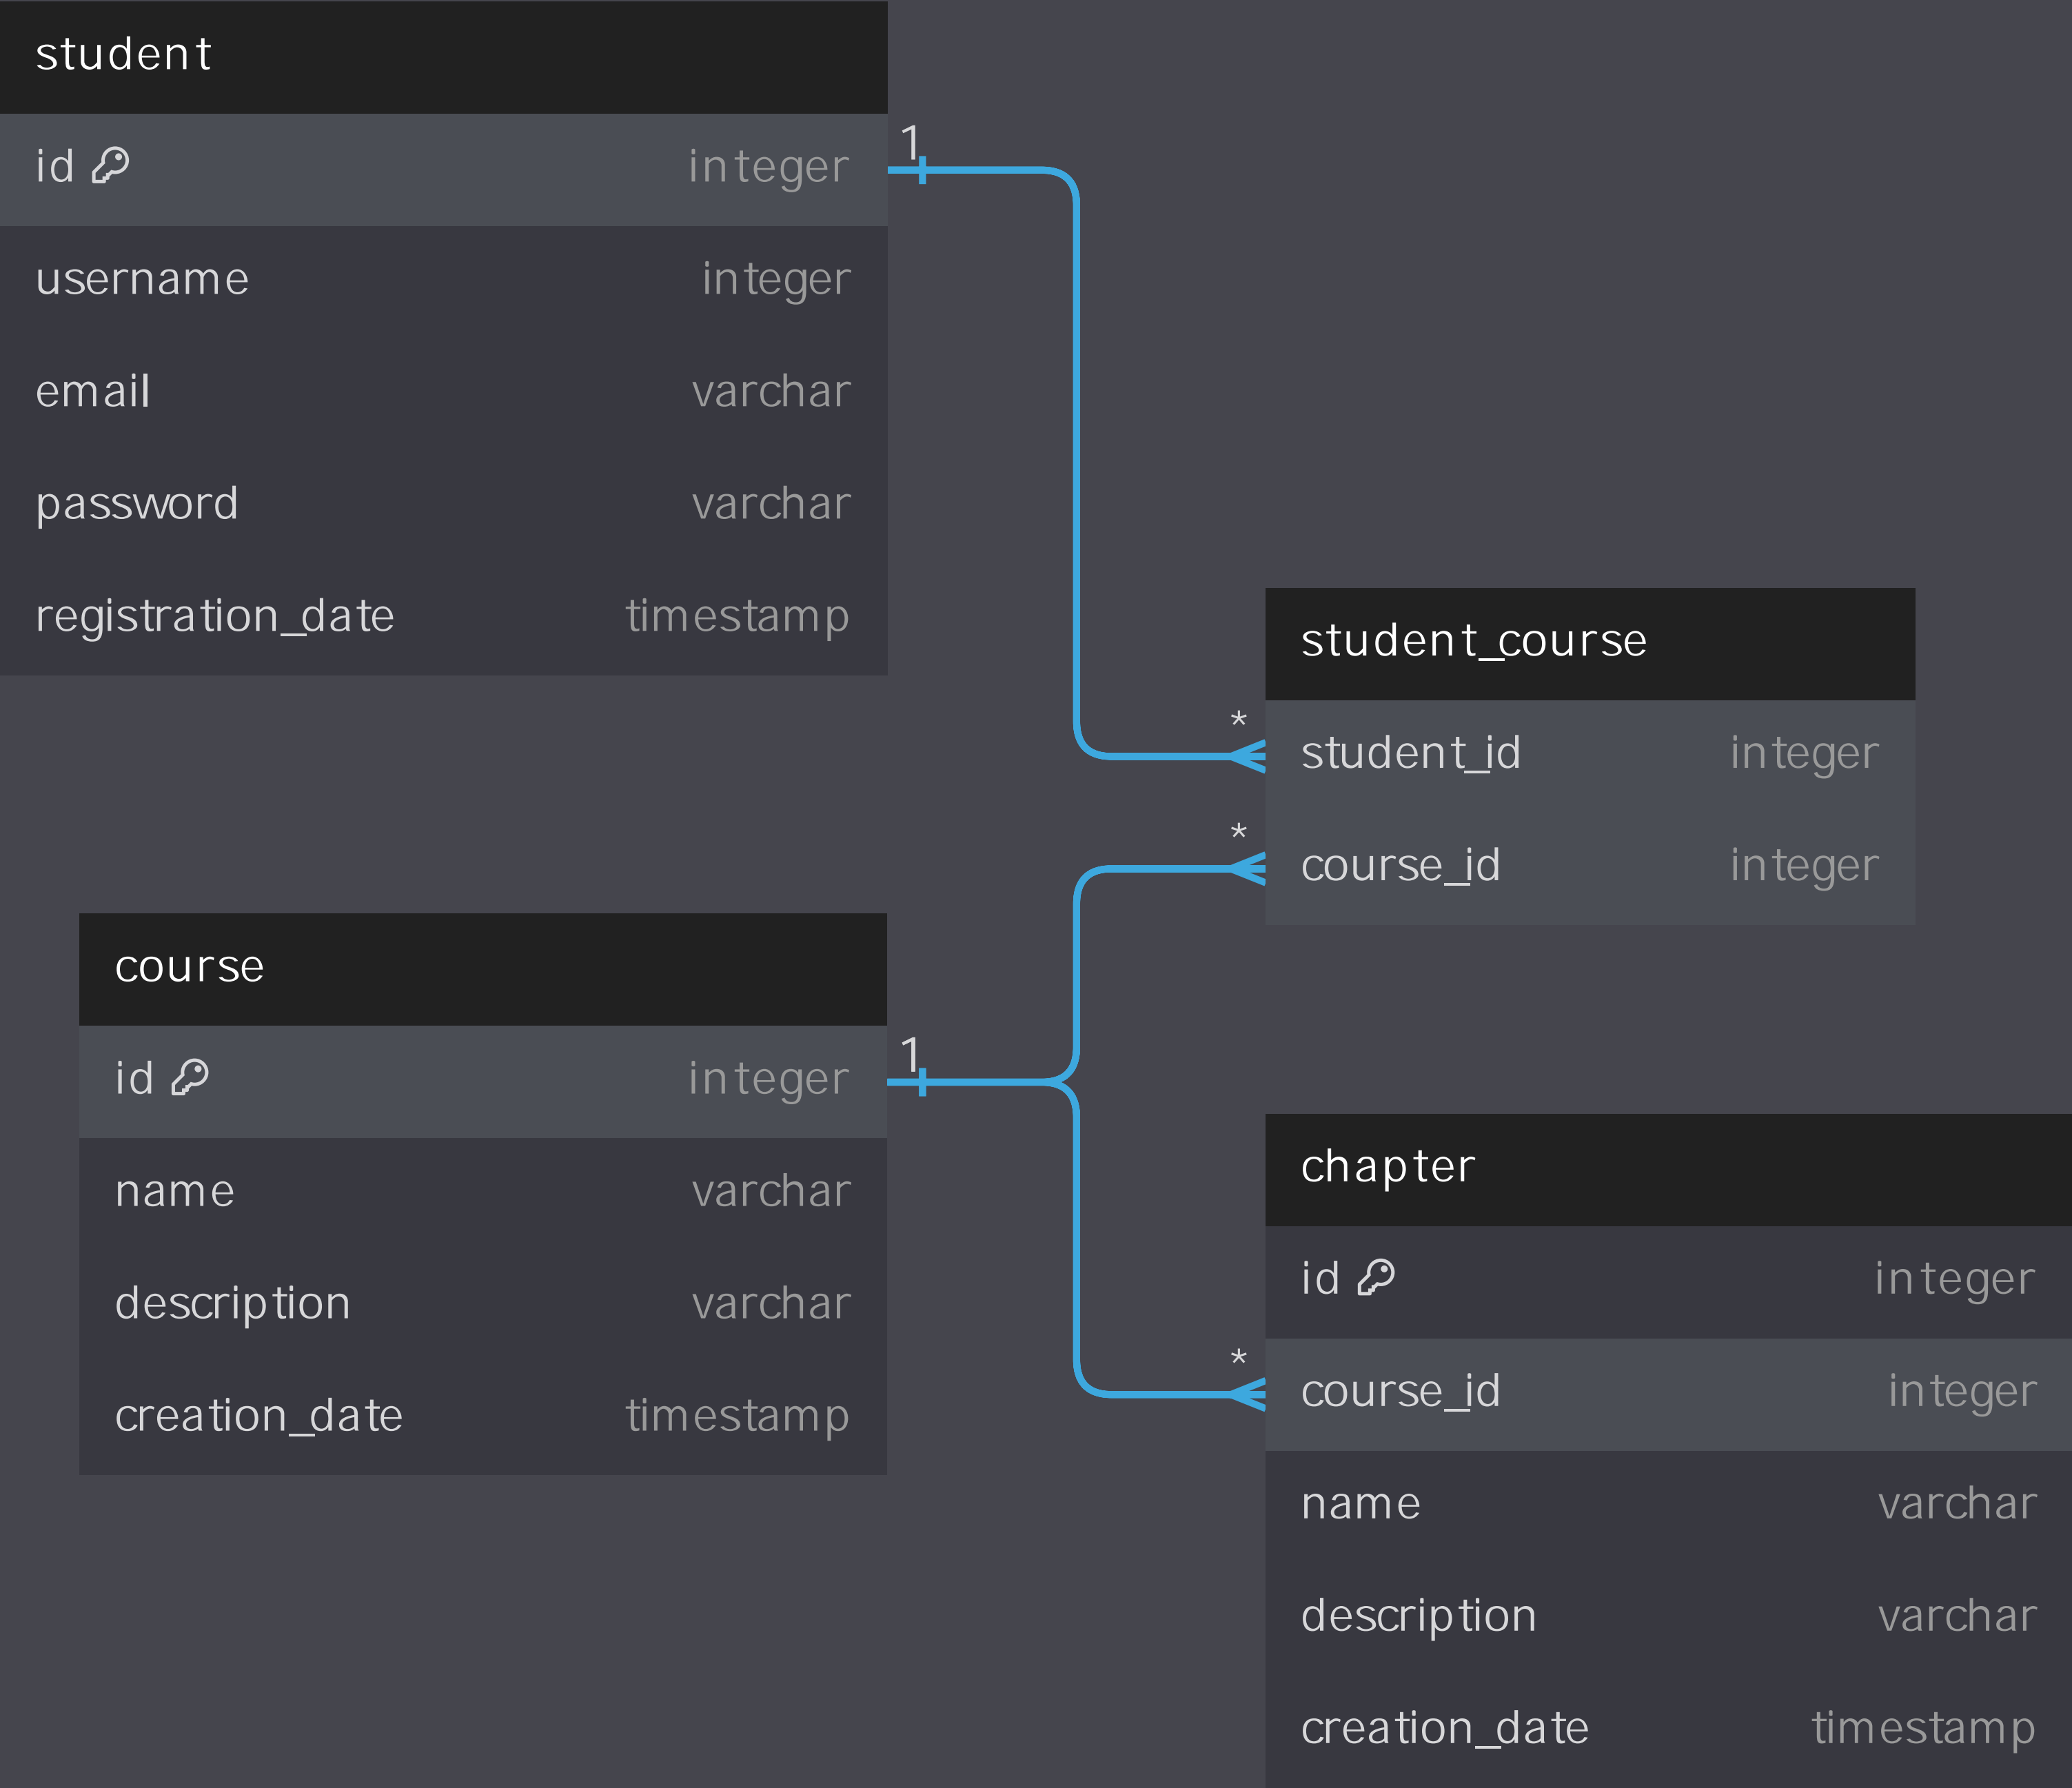 student
id integer
username integer
email varchar
password varchar
registration_date timestamp
1
*
student_course
student_id integer
*
course_id integer
course
1
id integer
name varchar
description varchar
creation_date timestamp
chapter
id integer
*
course_id integer
name varchar
description varchar
creation_date timestamp